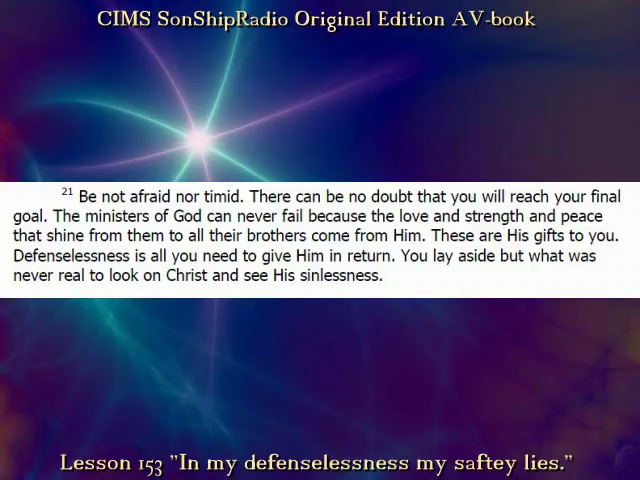 CIMS SonShipRadio Original Edition AV-book
21 Be not afraid nor timid. There can be no doubt that you will reach your final
goal. The ministers of God can never fail because the love and strength and peace
that shine from them to all their brothers come from Him. These are His gifts to you.
Defenselessness is all you need to give Him in return. You lay aside but what was
never real to look on Christ and see His sinlessness.
Lesson 153 "In my defenselessness my saftey lies."